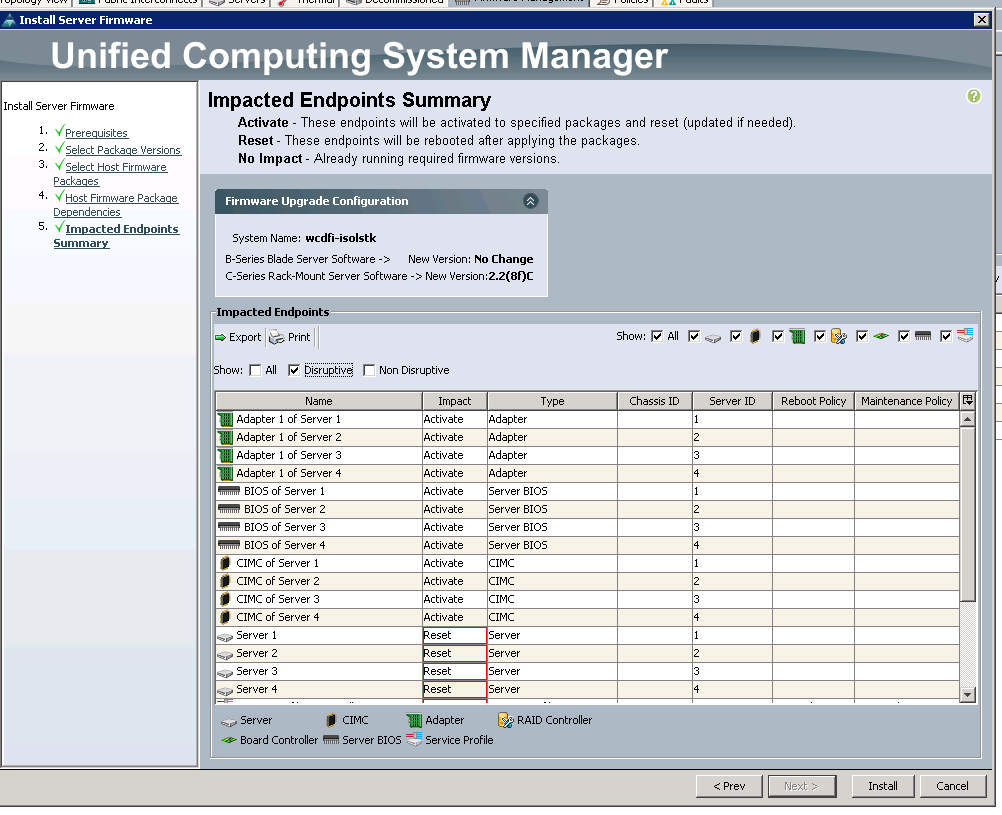 Topology View Fabric Interconnects Servers Thermal Decommissioned Firmware Management Policies Faults
Install Server Firmware
Unified Computing System Manager
Install Server Firmware
1. Prerequisites
2. Select Package Versions
3. Select Host Firmware
Packages
4. Host Firmware Package
Dependencies
5. Impacted Endpoints
Summary
Impacted Endpoints Summary
Activate - These endpoints will be activated to specified packages and reset (updated if needed).
Reset - These endpoints will be rebooted after applying the packages.
No Impact - Already running required firmware versions.
Firmware Upgrade Configuration
System Name: wcdfi-isolstk
B-Series Blade Server Software -> New Version: No Change
C-Series Rack-Mount Server Software -> New Version:2.2(8f)C
Impacted Endpoints
Export Print Show: All
Show: All Disruptive Non Disruptive
Name Impact Type Chassis ID Server ID Reboot Policy Maintenance Policy
Adapter 1 of Server 1 Activate Adapter 1
Adapter 1 of Server 2 Activate Adapter 2
Adapter 1 of Server 3 Activate Adapter 3
Adapter 1 of Server 4 Activate Adapter 4
BIOS of Server 1 Activate Server BIOS 1
BIOS of Server 2 Activate Server BIOS 2
BIOS of Server 3 Activate Server BIOS 3
BIOS of Server 4 Activate Server BIOS 4
CIMC of Server 1 Activate CIMC 1
CIMC of Server 2 Activate CIMC 2
CIMC of Server 3 Activate CIMC 3
CIMC of Server 4 Activate CIMC 4
Server 1 Reset Server 1
Server 2 Reset Server 2
Server 3 Reset Server 3
Server 4 Reset Server 4
Server CIMC Adapter RAID Controller
Board Controller Server BIOS Service Profile
< Prev Next > Install Cancel